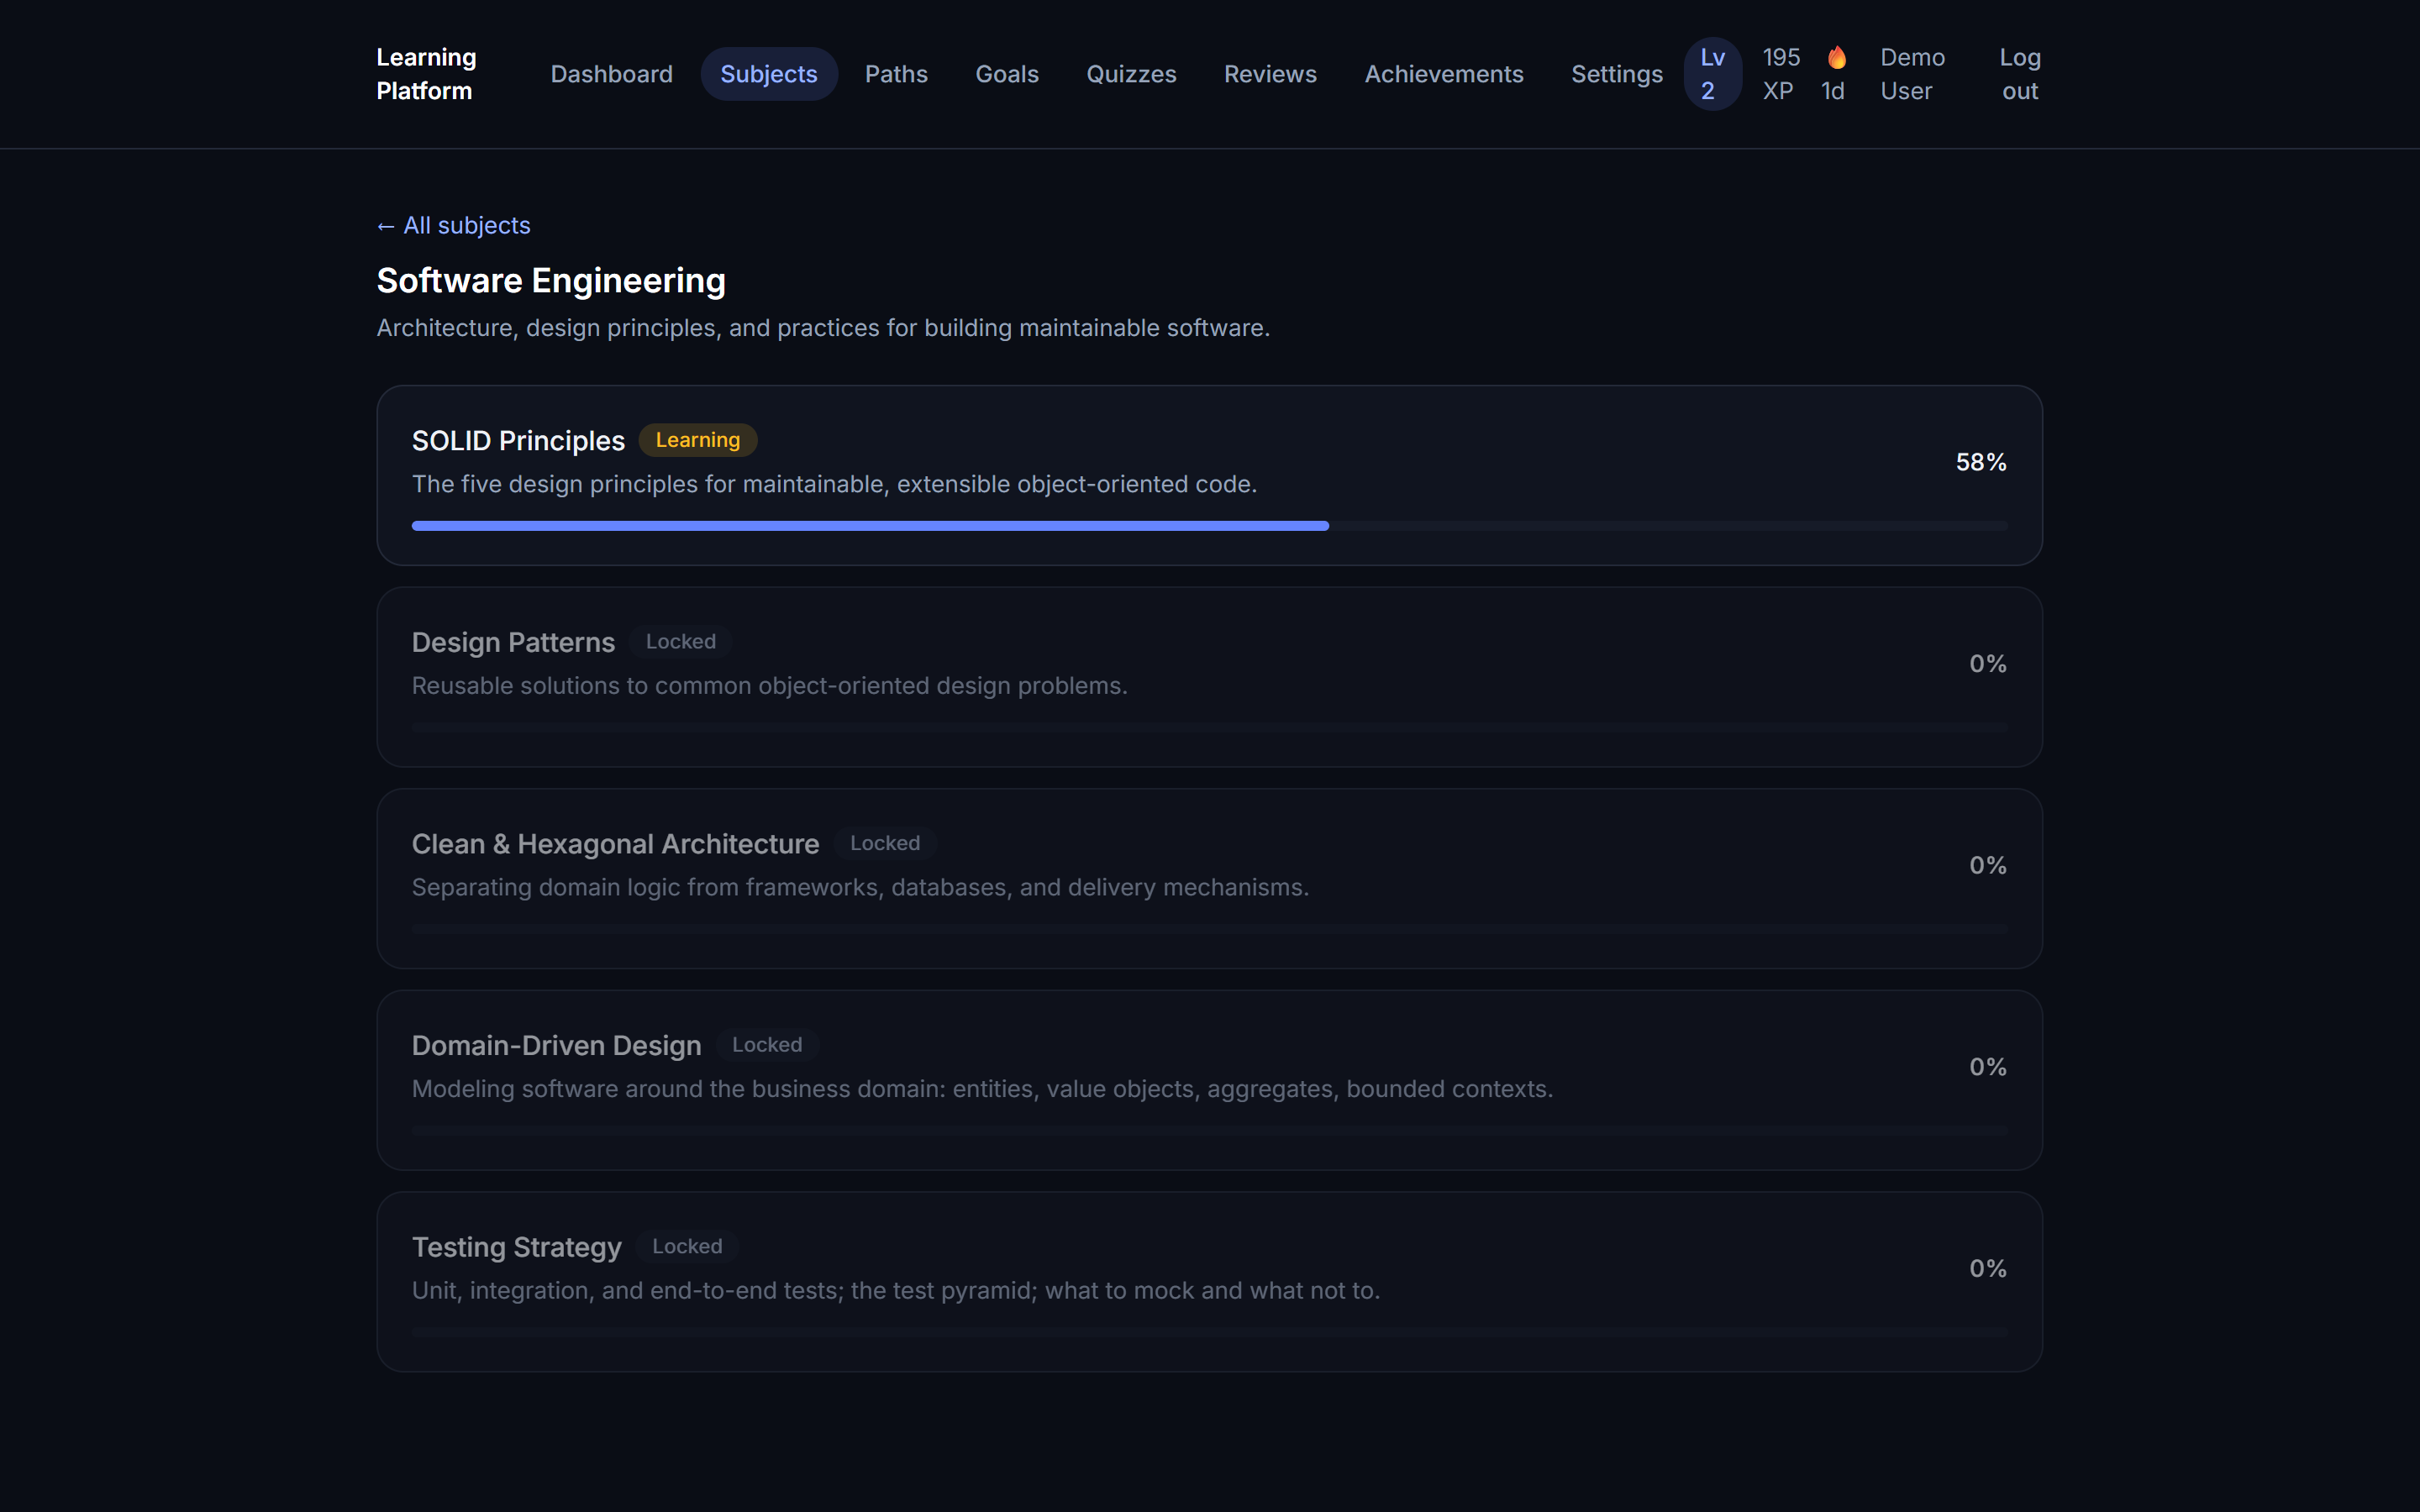 Learning
Platform
Dashboard
Subjects
Paths
Goals
Quizzes
Reviews
Achievements
Settings
Lv
2
195
XP
🔥
1d
Demo
User
Log
out
← All subjects
Software Engineering
Architecture, design principles, and practices for building maintainable software.
SOLID Principles Learning
The five design principles for maintainable, extensible object-oriented code.
58%
Design Patterns Locked
Reusable solutions to common object-oriented design problems.
0%
Clean & Hexagonal Architecture Locked
Separating domain logic from frameworks, databases, and delivery mechanisms.
0%
Domain-Driven Design Locked
Modeling software around the business domain: entities, value objects, aggregates, bounded contexts.
0%
Testing Strategy Locked
Unit, integration, and end-to-end tests; the test pyramid; what to mock and what not to.
0%